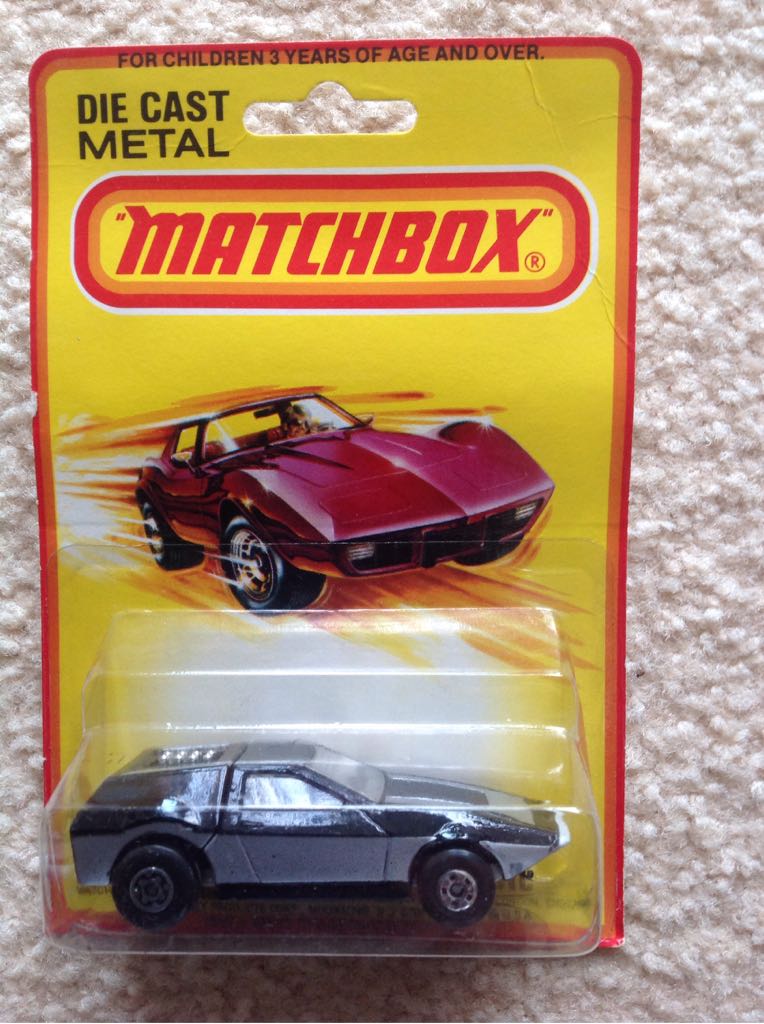 FOR CHILDREN 3 YEARS OF AGE AND OVER.
DIE CAST
METAL
"MATCHBOX"®